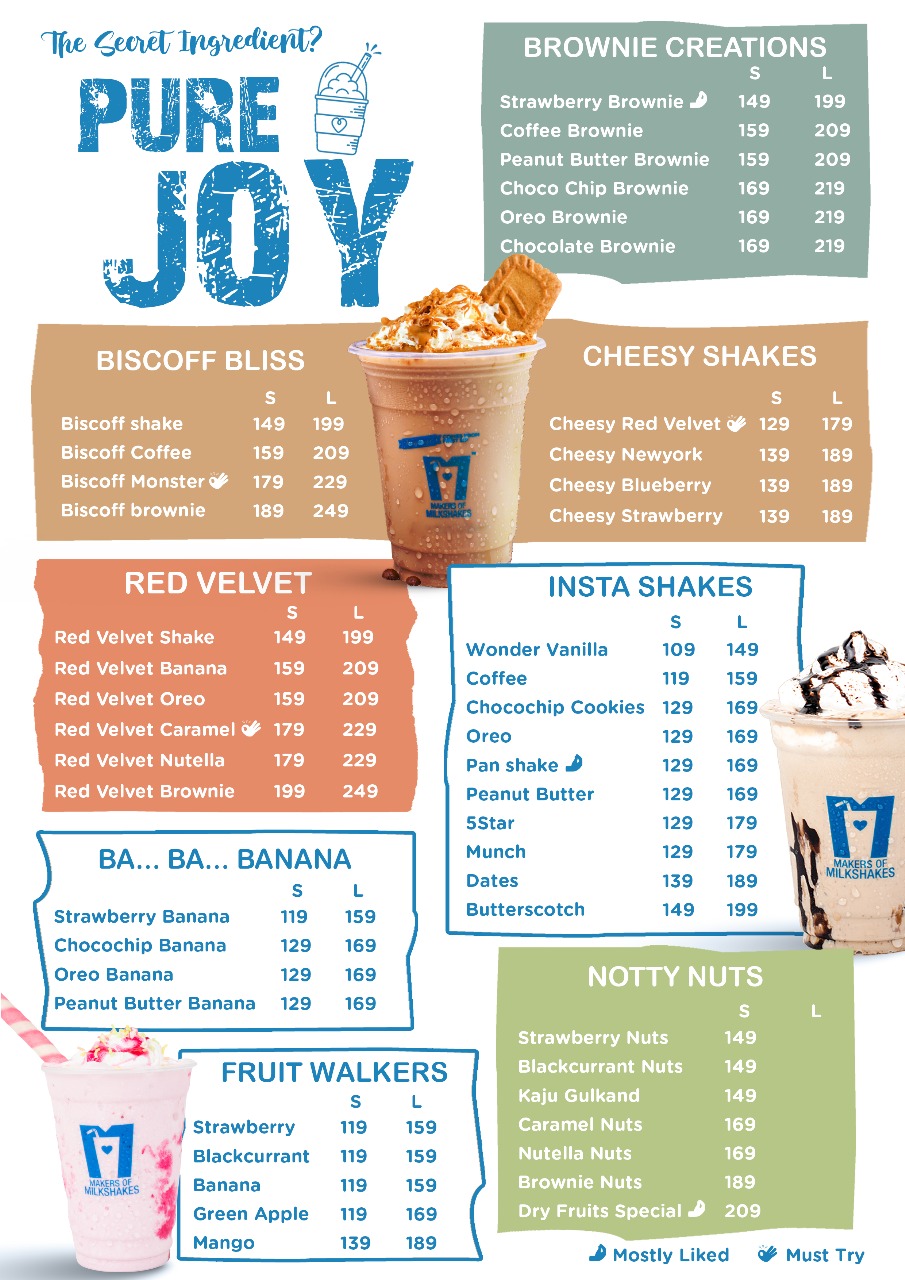 The Secret Ingredient?
PURE
JOY
BROWNIE CREATIONS
S L
Strawberry Brownie 149 199
Coffee Brownie 159 209
Peanut Butter Brownie 159 209
Choco Chip Brownie 169 219
Oreo Brownie 169 219
Chocolate Brownie 169 219
BISCOFF BLISS
S L
Biscoff shake 149 199
Biscoff Coffee 159 209
Biscoff Monster 179 229
Biscoff brownie 189 249
MAKERS OF
MILKSHAKES
CHEESY SHAKES
S L
Cheesy Red Velvet 129 179
Cheesy Newyork 139 189
Cheesy Blueberry 139 189
Cheesy Strawberry 139 189
RED VELVET
S L
Red Velvet Shake 149 199
Red Velvet Banana 159 209
Red Velvet Oreo 159 209
Red Velvet Caramel 179 229
Red Velvet Nutella 179 229
Red Velvet Brownie 199 249
INSTA SHAKES
S L
Wonder Vanilla 109 149
Coffee 119 159
Chocochip Cookies 129 169
Oreo 129 169
Pan shake 129 169
Peanut Butter 129 169
5Star 129 179
Munch 129 179
Dates 139 189
Butterscotch 149 199
MAKERS OF
MILKSHAKES
BA... BA... BANANA
S L
Strawberry Banana 119 159
Chocochip Banana 129 169
Oreo Banana 129 169
Peanut Butter Banana 129 169
NOTTY NUTS
S L
Strawberry Nuts 149
Blackcurrant Nuts 149
Kaju Gulkand 149
Caramel Nuts 169
Nutella Nuts 169
Brownie Nuts 189
Dry Fruits Special 209
MAKERS OF
MILKSHAKES
FRUIT WALKERS
S L
Strawberry 119 159
Blackcurrant 119 159
Banana 119 159
Green Apple 119 169
Mango 139 189
Mostly Liked Must Try